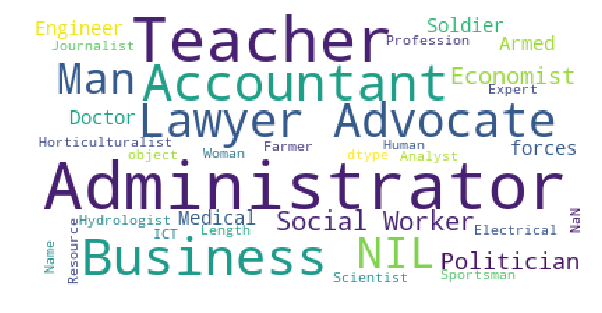 Engineer
Teacher
Soldier
Journalist
Profession
Armed
Man
Accountant
Economist
Expert
Doctor
Lawyer Advocate
Horticulturalist
Farmer
Human
forces
object
Woman
dtype
Analyst
Administrator
Hydrologist
Medical
Social Worker
NaN
Resource
ICT
Length
Electrical
Name
Business
NIL
Politician
Scientist
Sportsman